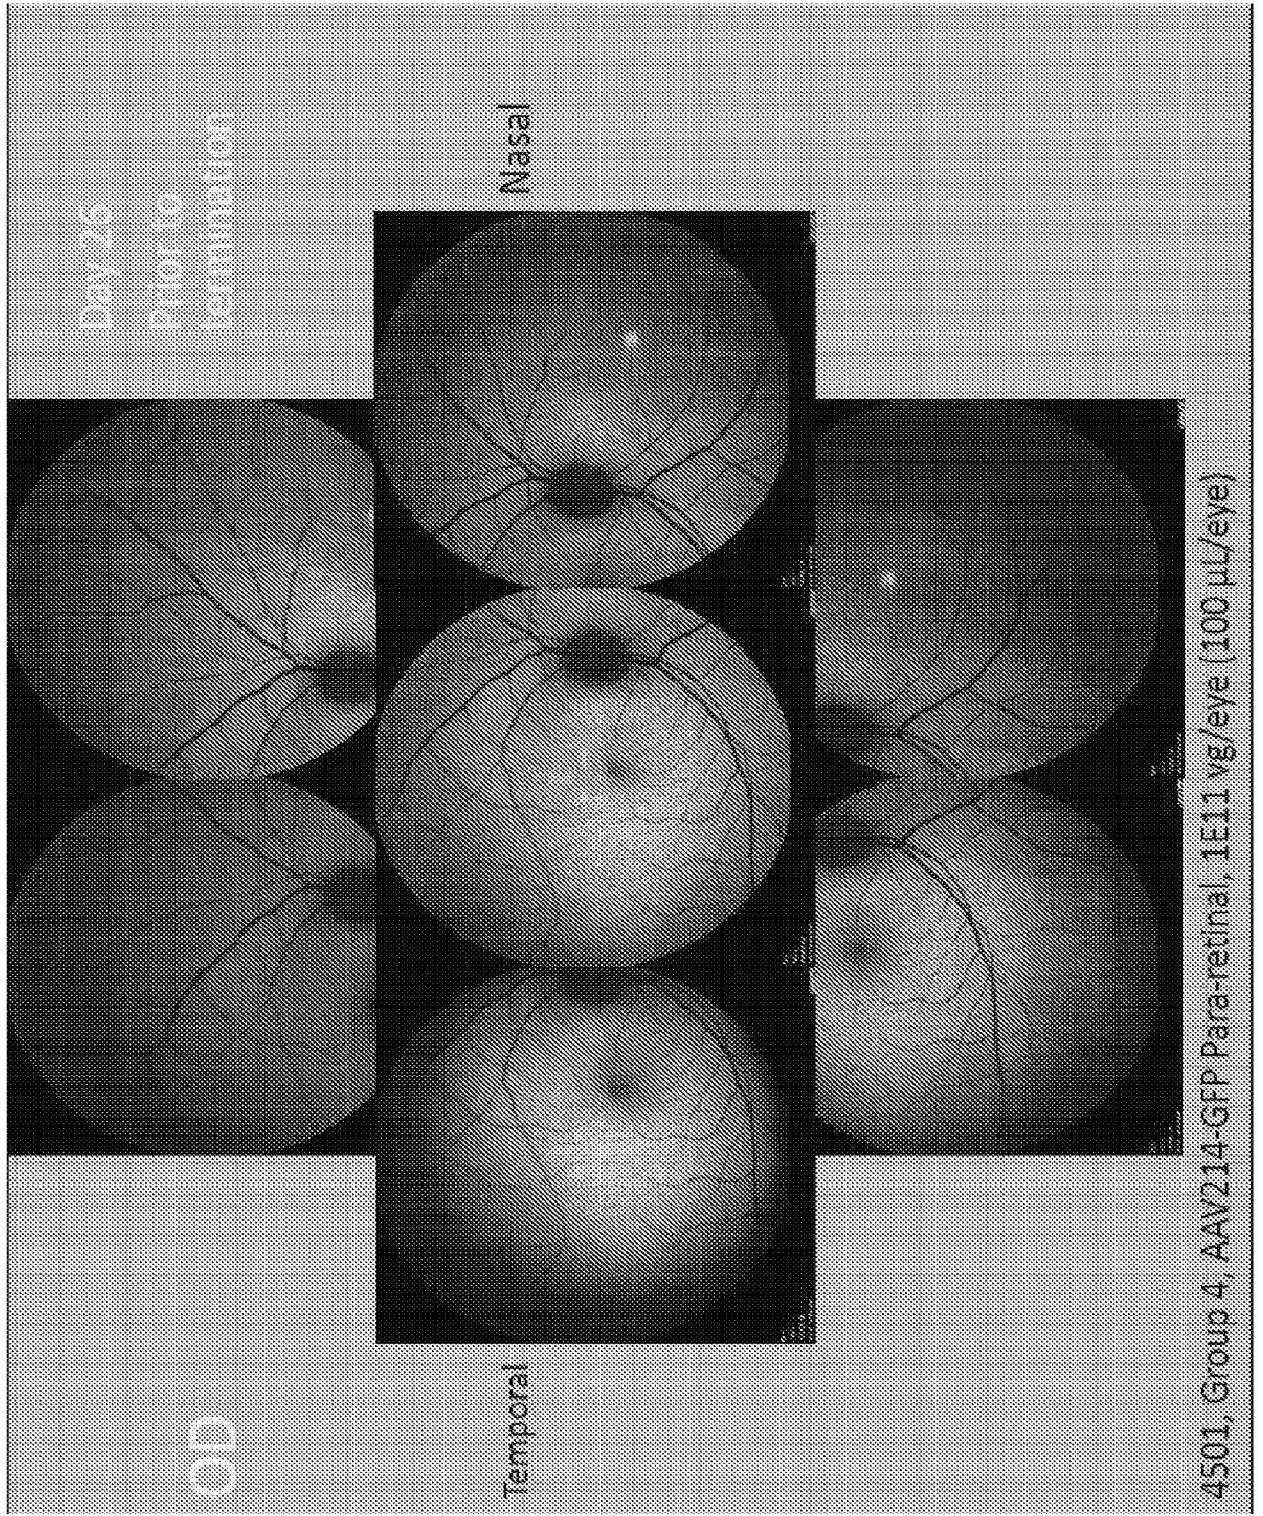 OD
Day 26
Prior to
termination
Temporal
Nasal
4501, Group 4, AAV214-GFP Para-retinal, 1E11 vg/eye (100 µL/eye)